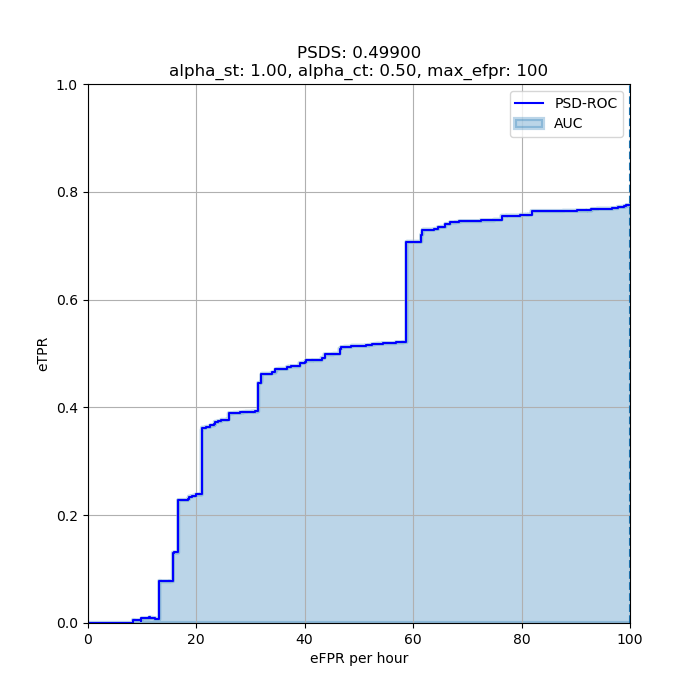 PSDS: 0.49900
alpha_st: 1.00, alpha_ct: 0.50, max_efpr: 100
1.0
PSD-ROC
AUC
0.8
0.6
eTPR
0.4
0.2
0.0
0 20 40 60 80 100
eFPR per hour